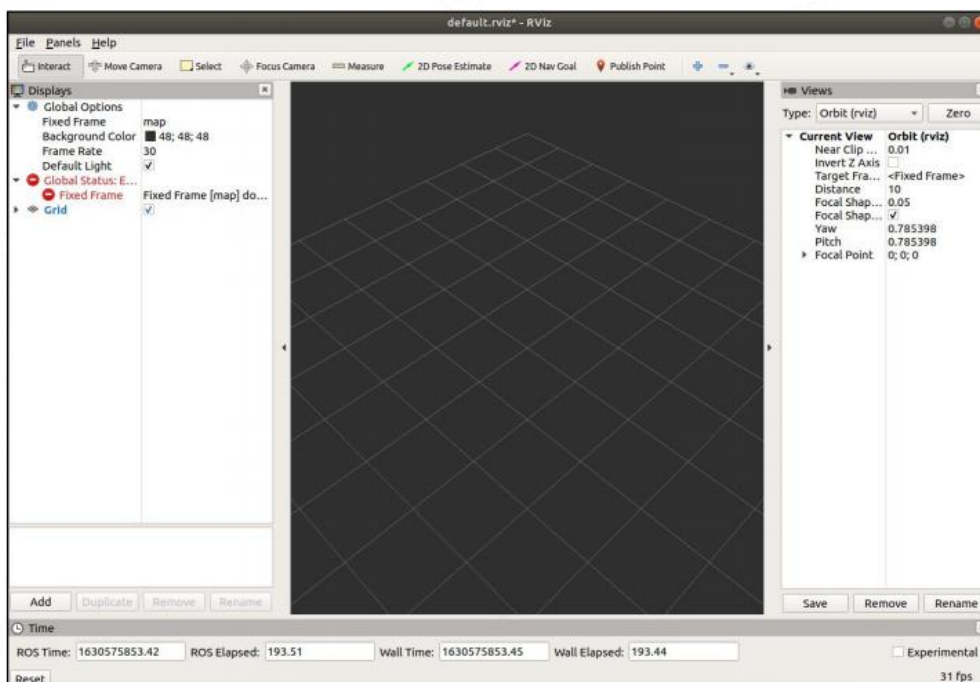 default.rviz* - RViz
File Panels Help
Interact Move Camera Select Focus Camera Measure 2D Pose Estimate 2D Nav Goal Publish Point
Displays
Global Options
Fixed Frame map
Background Color 48; 48; 48
Frame Rate 30
Default Light
Global Status: E...
Fixed Frame Fixed Frame [map] do...
Grid
Add Duplicate Remove Rename
Views
Type: Orbit (rviz) Zero
Current View Orbit (rviz)
Near Clip ... 0.01
Invert Z Axis
Target Fra... <Fixed Frame>
Distance 10
Focal Shap... 0.05
Focal Shap...
Yaw 0.785398
Pitch 0.785398
Focal Point 0; 0; 0
Save Remove Rename
Time
ROS Time: 1630575853.42 ROS Elapsed: 193.51 Wall Time: 1630575853.45 Wall Elapsed: 193.44 Experimental
Reset 31 fps